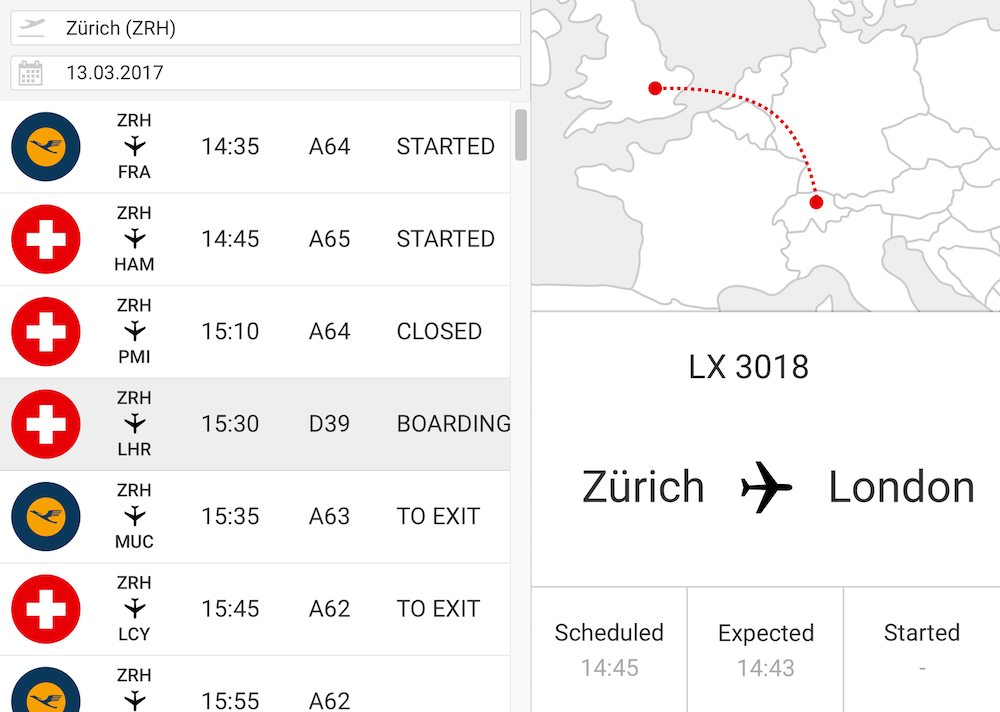 Zürich (ZRH)
13.03.2017
ZRH
FRA
14:35
A64
STARTED
ZRH
HAM
14:45
A65
STARTED
ZRH
PMI
15:10
A64
CLOSED
ZRH
LHR
15:30
D39
BOARDING
ZRH
MUC
15:35
A63
TO EXIT
ZRH
LCY
15:45
A62
TO EXIT
ZRH
15:55
A62
LX 3018
Zürich
London
Scheduled
14:45
Expected
14:43
Started
-